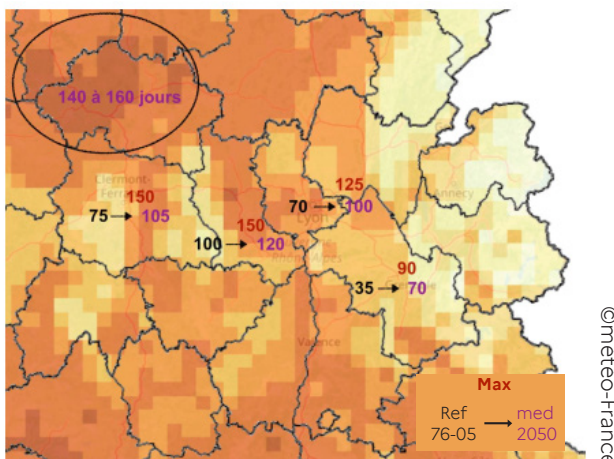 140 à 160 jours
Clermont-
Ferrand
150
75 → 105
125
70 → 100
Lyon
Annecy
150
100 → 120
Rhône-Alpes
90
35 → 70
Valence
Max
Ref → med
76-05 2050
©meteo-France